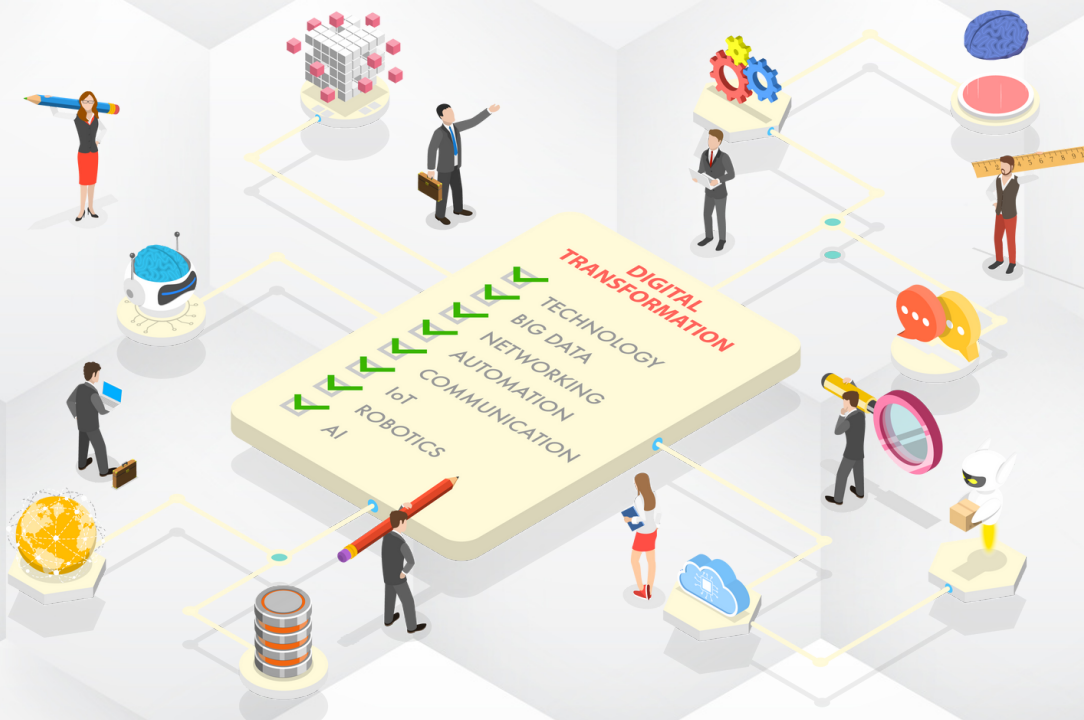 DIGITAL
TRANSFORMATION
TECHNOLOGY
BIG DATA
NETWORKING
AUTOMATION
COMMUNICATION
IoT
ROBOTICS
AI